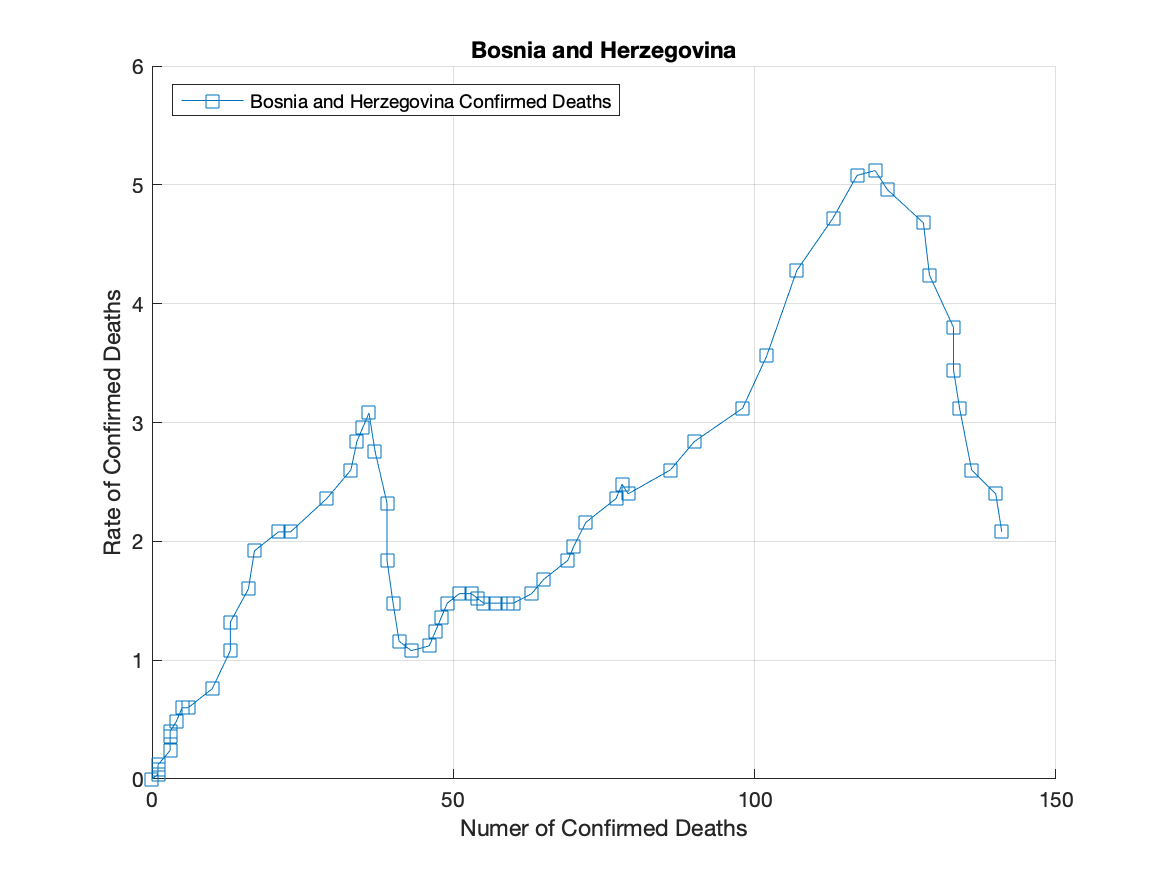 Bosnia and Herzegovina
Bosnia and Herzegovina Confirmed Deaths
6
5
4
3
2
1
0
0 50 100 150
Rate of Confirmed Deaths
Numer of Confirmed Deaths